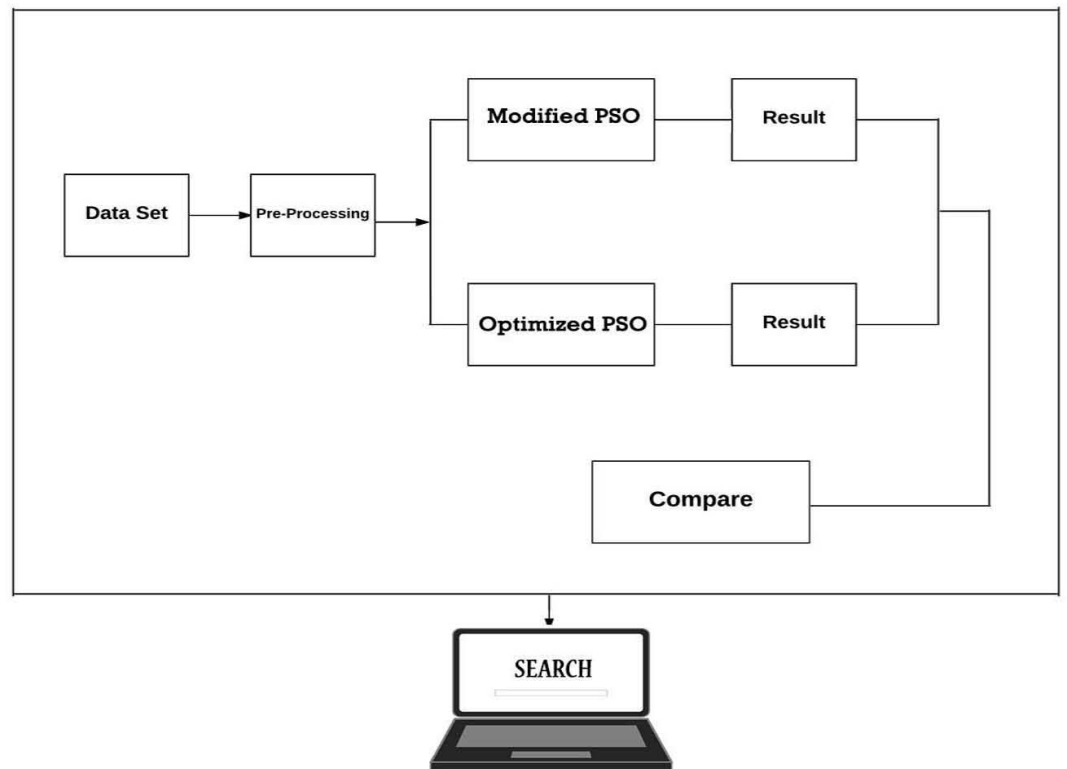 Modified PSO
Result
Data Set
Pre-Processing
Optimized PSO
Result
Compare
SEARCH